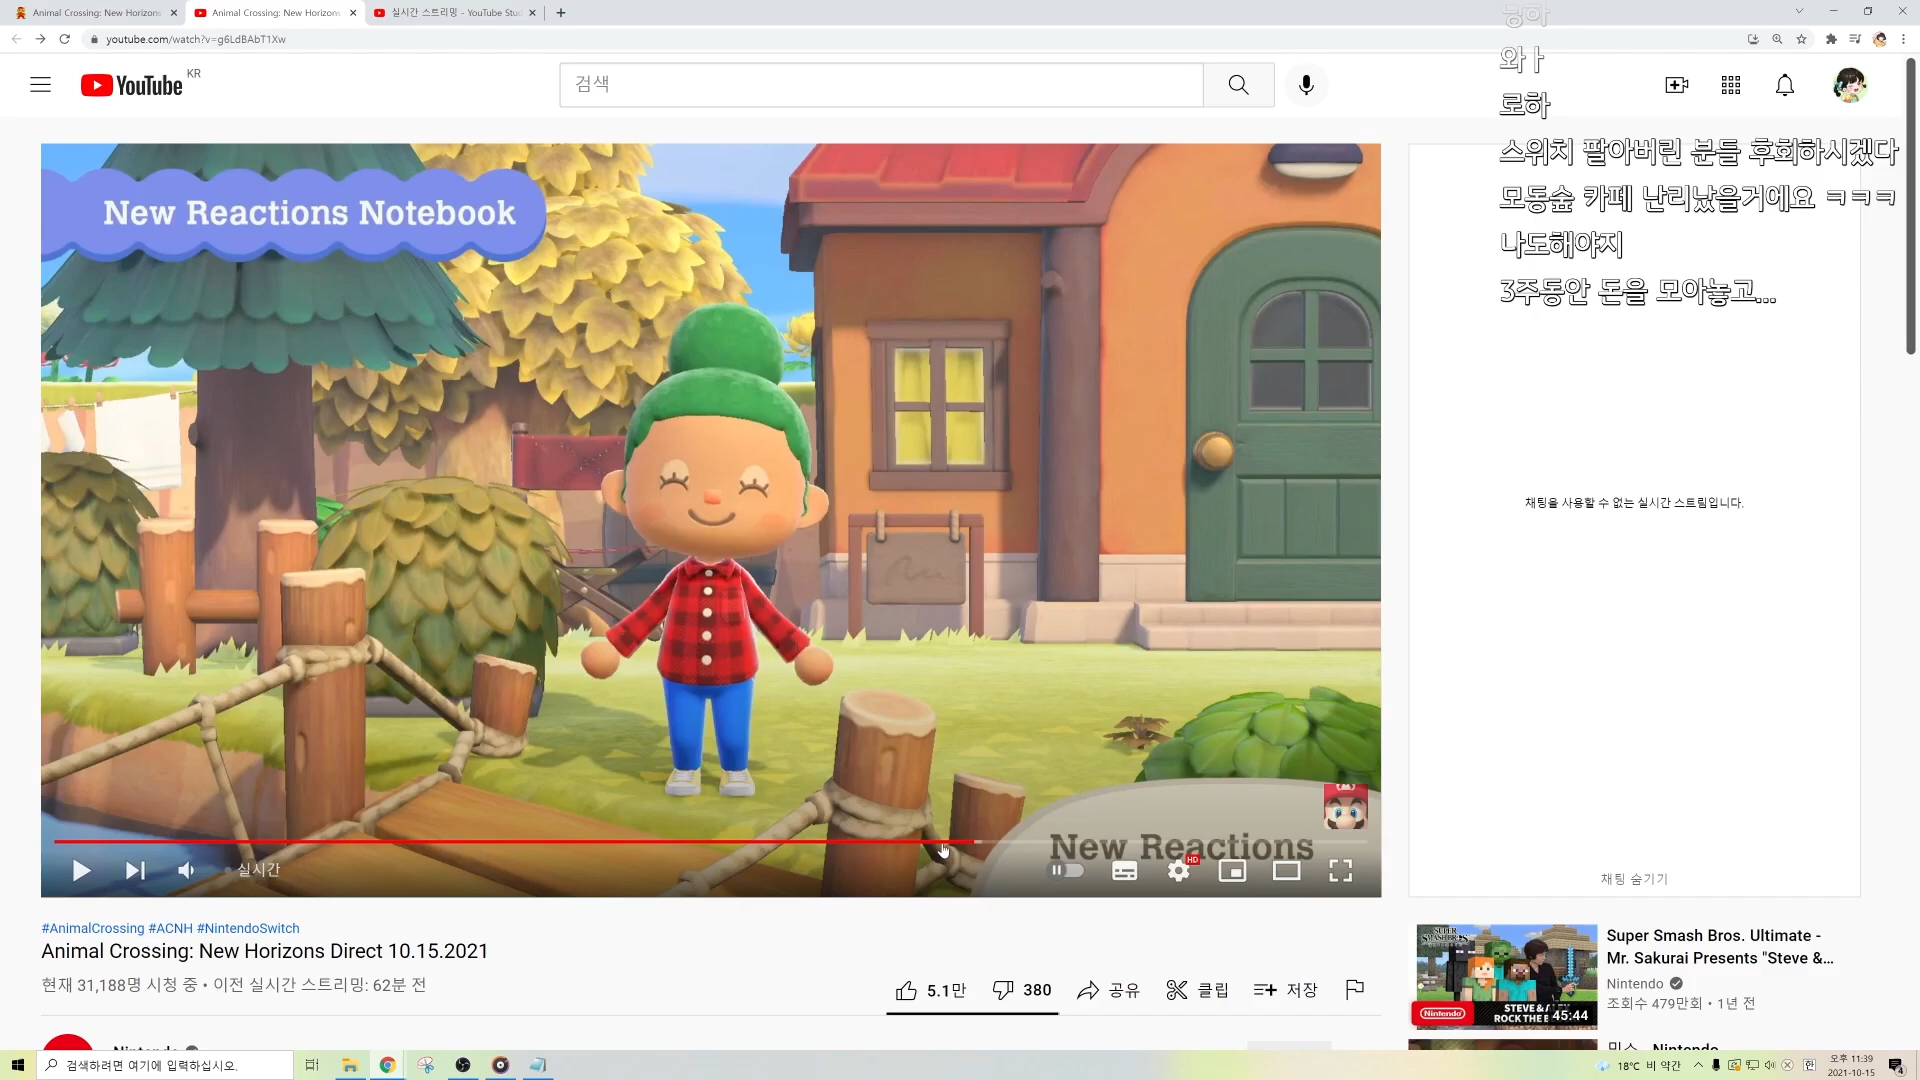 Animal Crossing: New Horizons
Animal Crossing: New Horizons
실시간 스트리밍 - YouTube Stu
youtube.com/watch?v=g6LdBAbT1Xw
YouTube KR
검색
와ㅏ
로하
스위치 팔아버린 분들 후회하시겠다
모동숲 카페 난리났을거에요 ㅋㅋㅋ
나도해야지
3주동안 돈을 모아놓고...
New Reactions Notebook
채팅을 사용할 수 없는 실시간 스트림입니다.
New Reactions
실시간
HD
채팅 숨기기
#AnimalCrossing #ACNH #NintendoSwitch
Animal Crossing: New Horizons Direct 10.15.2021
현재 31,188명 시청 중 • 이전 실시간 스트리밍: 62분 전
5.1만
380
공유
클립
저장
SUPER SMASH BROS.
Nintendo
45:44
Super Smash Bros. Ultimate -
Mr. Sakurai Presents "Steve &...
Nintendo
조회수 479만회 • 1년 전
검색하려면 여기에 입력하십시오.
18℃ 비 약간
한
오후 11:39
2021-10-15
4